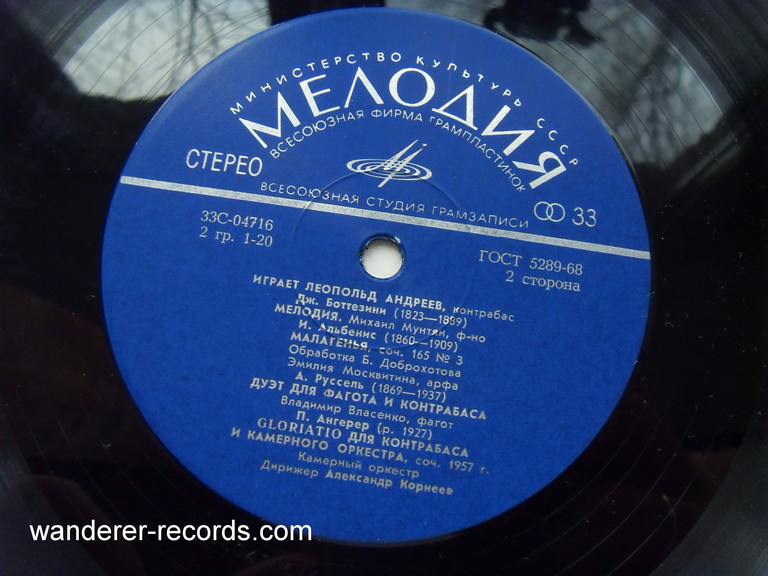 МИНИСТЕРСТВО КУЛЬТУРЫ СССР
МЕЛОДИЯ
ВСЕСОЮЗНАЯ ФИРМА ГРАМПЛАСТИНОК
СТЕРЕО
ВСЕСОЮЗНАЯ СТУДИЯ ГРАМЗАПИСИ
33
33С-04716
2 гр. 1-20
ГОСТ 5289-68
2 сторона
ИГРАЕТ ЛЕОПОЛЬД АНДРЕЕВ, контрабас
Дж. Боттезини (1823—1889)
МЕЛОДИЯ. Михаил Мунтян, ф-но
И. Альбенис (1860—1909)
МАЛАГЕНЬЯ, соч. 165 № 3
Обработка Б. Доброхотова
Эмилия Москвитина, арфа
А. Руссель (1869—1937)
ДУЭТ ДЛЯ ФАГОТА И КОНТРАБАСА
Владимир Власенко, фагот
П. Ангерер (р. 1927)
GLORIATIO ДЛЯ КОНТРАБАСА
И КАМЕРНОГО ОРКЕСТРА, соч. 1957 г.
Камерный оркестр
Дирижер Александр Корнеев
wanderer-records.com